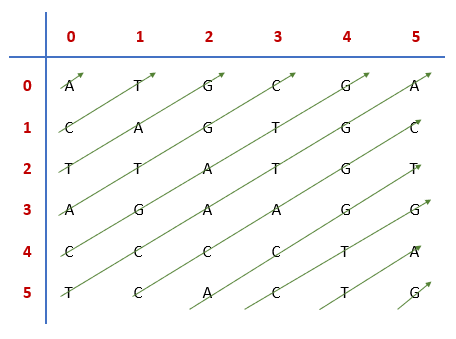 0 1 2 3 4 5
0 A T G C G A
1 C A G T G C
2 T T A T G T
3 A G A A G G
4 C C C C T A
5 T C A C T G